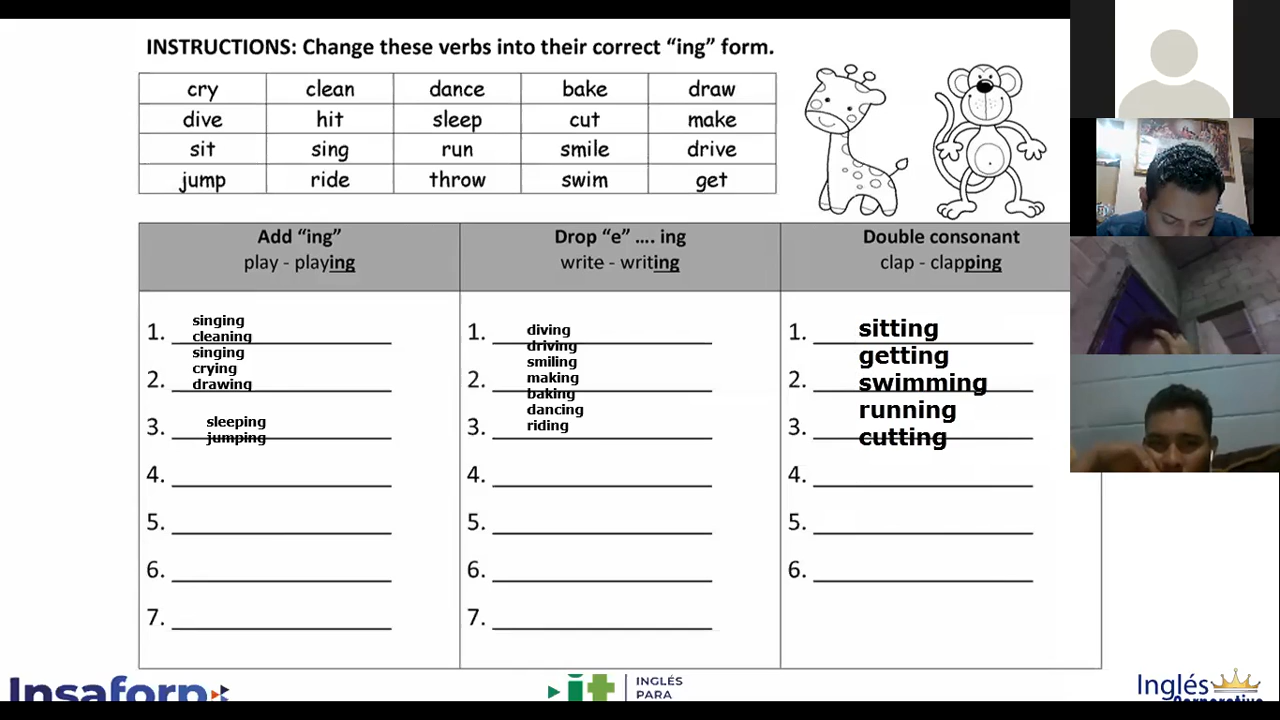 INSTRUCTIONS: Change these verbs into their correct “ing” form.
cry clean dance bake draw
dive hit sleep cut make
sit sing run smile drive
jump ride throw swim get
Add “ing” Drop “e” .... ing Double consonant
play - playing write - writing clap - clapping
1. singing
cleaning
singing
2. crying
drawing
3. sleeping
jumping
4.
5.
6.
7.
1. diving
driving
smiling
2. making
baking
dancing
3. riding
4.
5.
6.
7.
1. sitting
getting
2. swimming
running
3. cutting
4.
5.
6.
Insaforp
it INGLÉS
PARA
Inglés
Corporativo